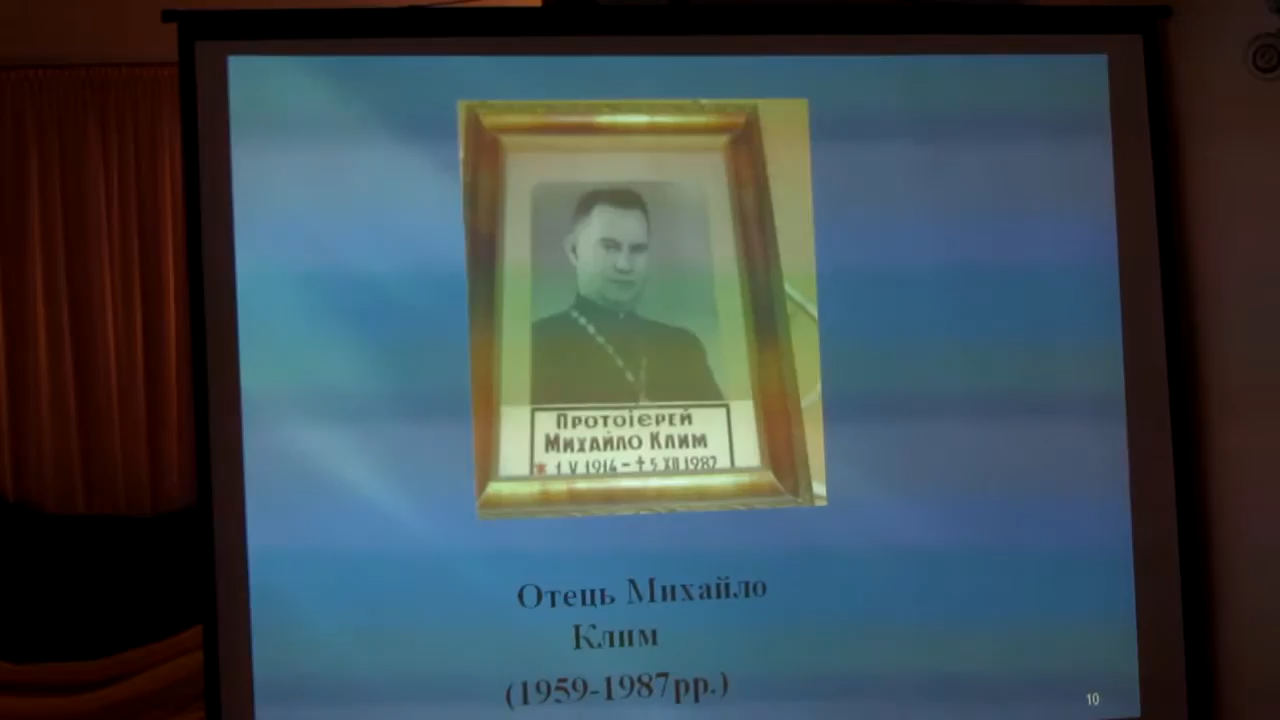 Протоієрей
Михайло Клим
* 1 V 1914 – † 5 XII 1987
Отець Михайло
Клим
(1959-1987рр.)
10